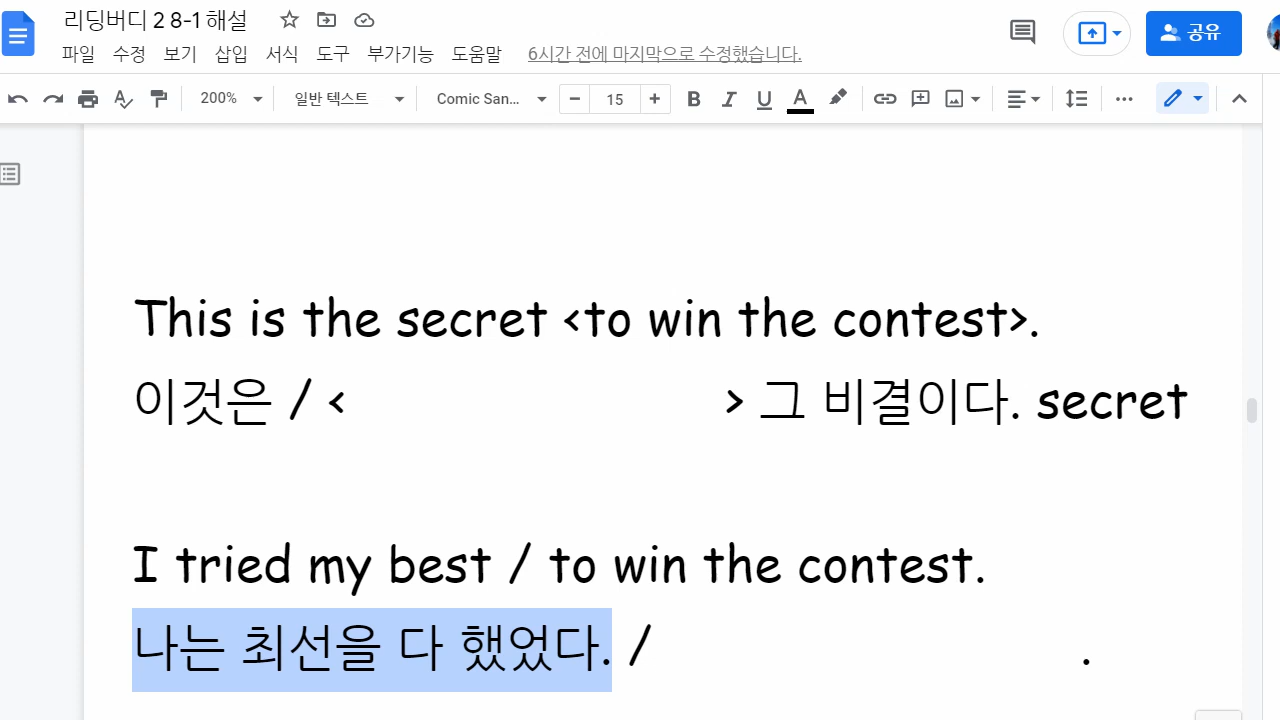 리딩버디 2 8-1 해설
파일 수정 보기 삽입 서식 도구 부가기능 도움말 6시간 전에 마지막으로 수정했습니다.
공유
200% 일반 텍스트 Comic San... − 15 + B I U A
This is the secret <to win the contest>.
이것은 / < > 그 비결이다. secret
I tried my best / to win the contest.
나는 최선을 다 했었다. / .